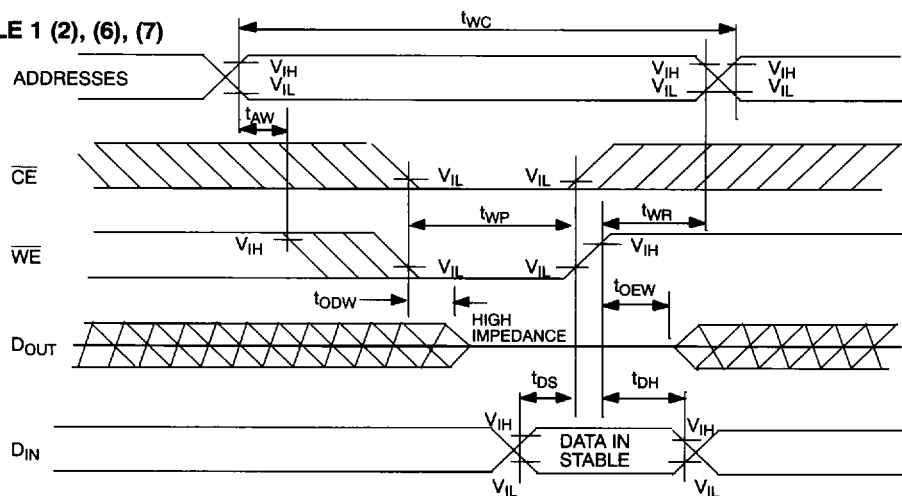 LE 1 (2), (6), (7)
tWC
ADDRESSES
VIH
VIL
VIH
VIL
VIH
VIL
tAW
CE
VIL
VIL
tWP
tWR
WE
VIH
VIL
VIL
VIH
tODW
tOEW
DOUT
HIGH
IMPEDANCE
tDS
tDH
DIN
VIH
VIL
DATA IN
STABLE
VIH
VIL